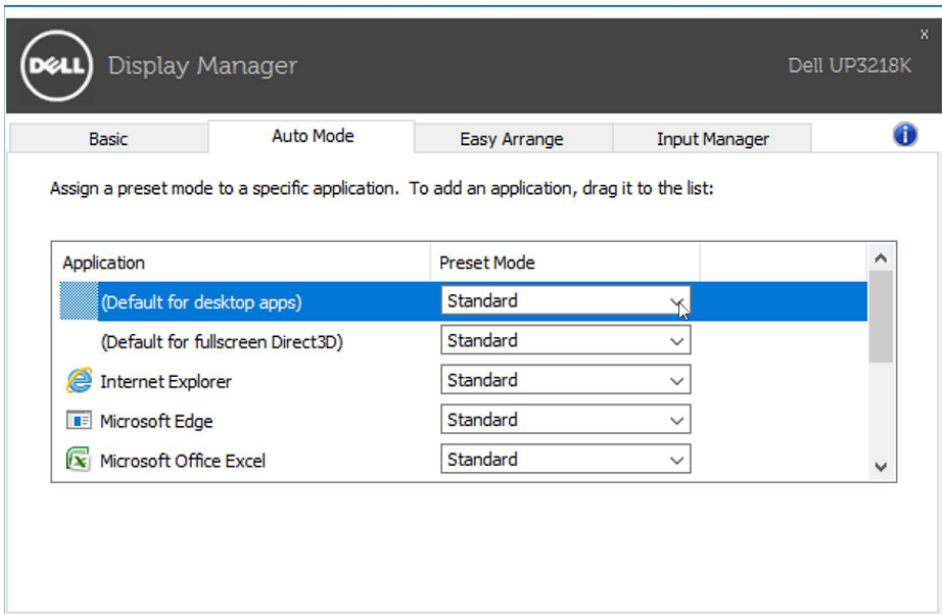 x
DELL Display Manager Dell UP3218K
Basic Auto Mode Easy Arrange Input Manager i
Assign a preset mode to a specific application. To add an application, drag it to the list:
Application Preset Mode
(Default for desktop apps) Standard
(Default for fullscreen Direct3D) Standard
Internet Explorer Standard
Microsoft Edge Standard
Microsoft Office Excel Standard